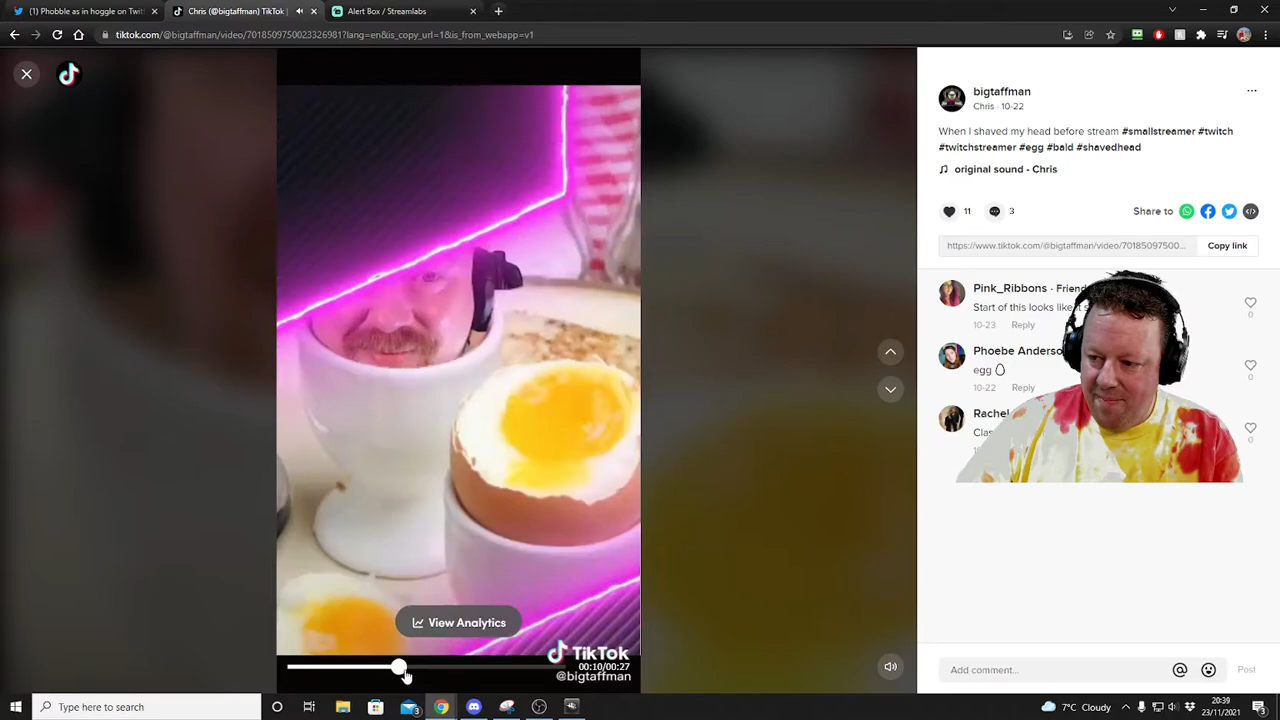 (1) Phobble as in hoggle on Twit
Chris (@bigtaffman) TikTok |
Alert Box / Streamlabs
tiktok.com/@bigtaffman/video/7018509750023326981?lang=en&is_copy_url=1&is_from_webapp=v1
bigtaffman
Chris · 10-22
When I shaved my head before stream #smallstreamer #twitch
#twitchstreamer #egg #bald #shavedhead
original sound - Chris
11
3
Share to
https://www.tiktok.com/@bigtaffman/video/70185097500...
Copy link
Pink_Ribbons · Friend
Start of this looks like
10-23 Reply
0
Phoebe Anderso
egg
10-22 Reply
0
Rachel
Clas
0
View Analytics
TikTok
00:10/00:27
@bigtaffman
Add comment...
Post
Type here to search
3
7°C Cloudy
20:39
23/11/2021